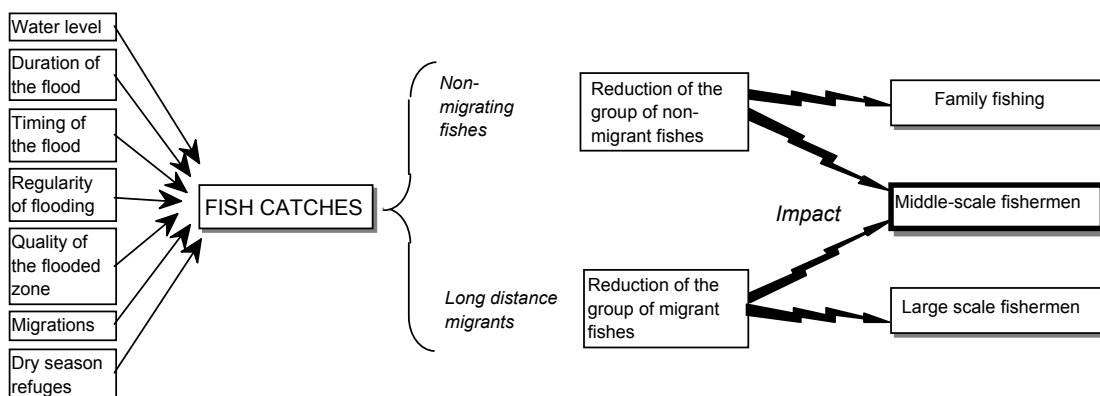 Water level
Duration of
the flood
Timing of
the flood
Regularity
of flooding
Quality of
the flooded
zone
Migrations
Dry season
refuges
FISH CATCHES
Non-
migrating
fishes
Long distance
migrants
Reduction of the
group of non-
migrant fishes
Impact
Reduction of the
group of migrant
fishes
Family fishing
Middle-scale fishermen
Large scale fishermen